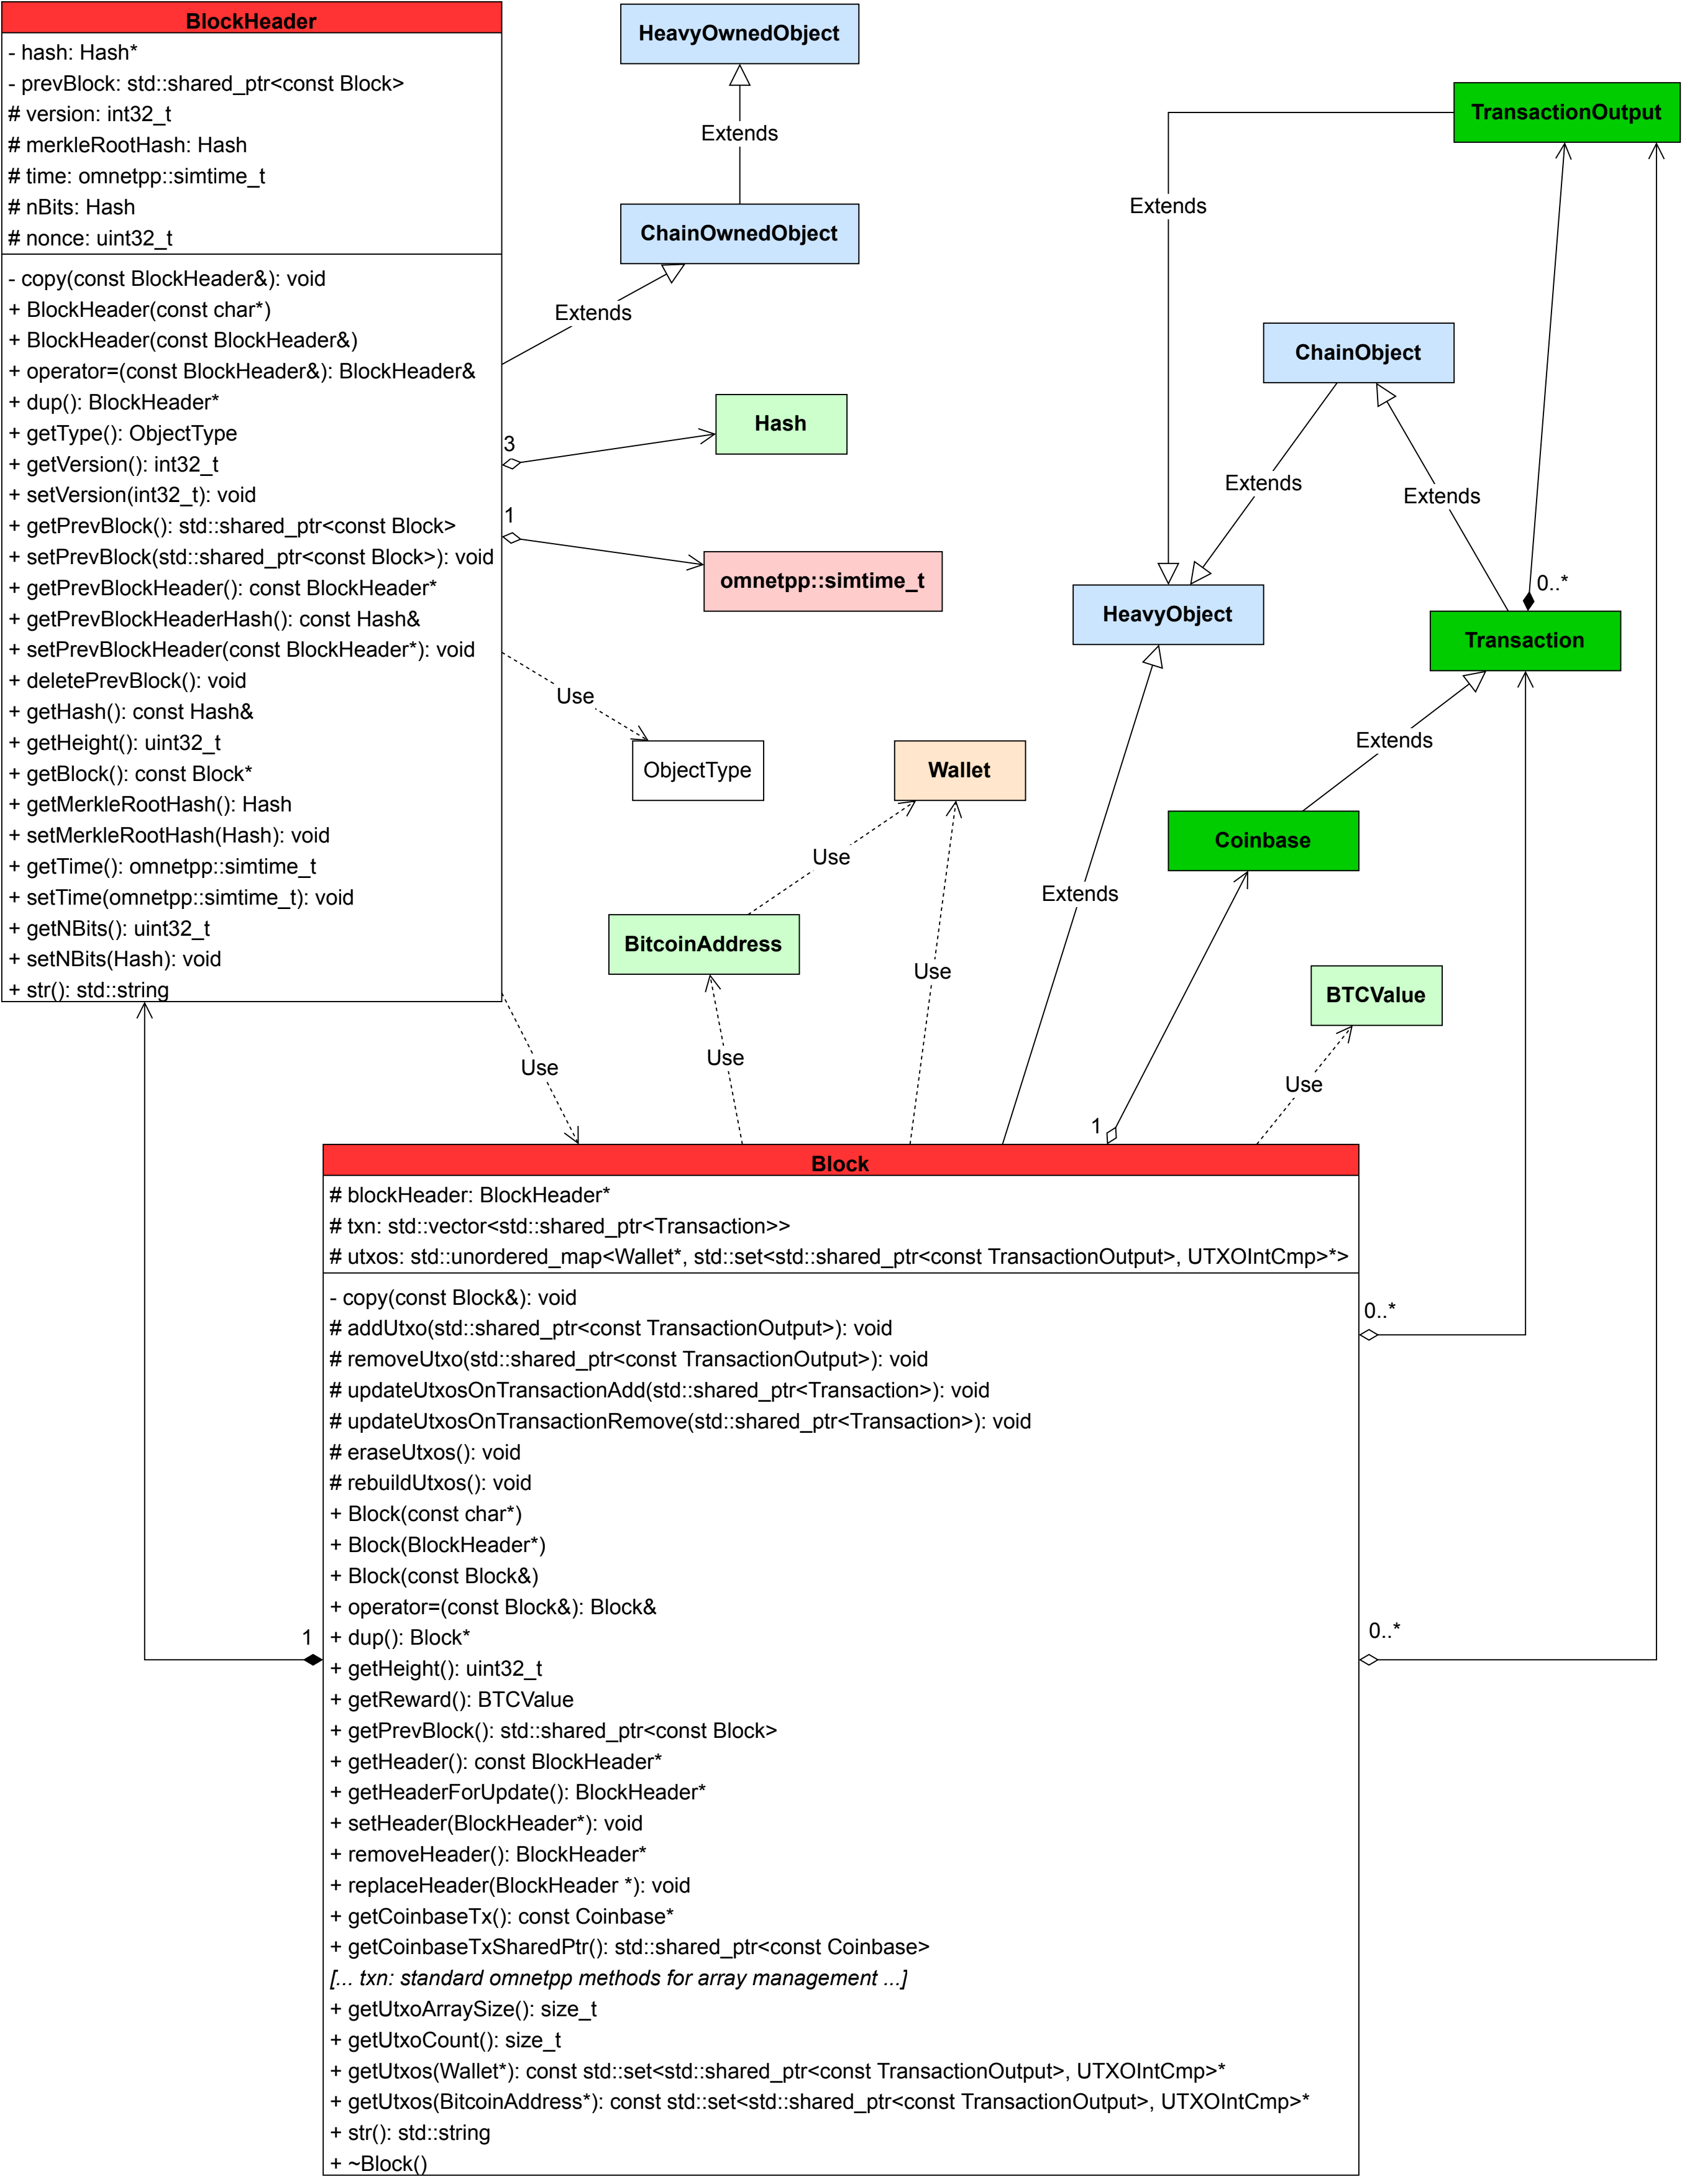 BlockHeader
- hash: Hash*
- prevBlock: std::shared_ptr<const Block>
# version: int32_t
# merkleRootHash: Hash
# time: omnetpp::simtime_t
# nBits: Hash
# nonce: uint32_t
- copy(const BlockHeader&): void
+ BlockHeader(const char*)
+ BlockHeader(const BlockHeader&)
+ operator=(const BlockHeader&): BlockHeader&
+ dup(): BlockHeader*
+ getType(): ObjectType
+ getVersion(): int32_t
+ setVersion(int32_t): void
+ getPrevBlock(): std::shared_ptr<const Block>
+ setPrevBlock(std::shared_ptr<const Block>): void
+ getPrevBlockHeader(): const BlockHeader*
+ getPrevBlockHeaderHash(): const Hash&
+ setPrevBlockHeader(const BlockHeader*): void
+ deletePrevBlock(): void
+ getHash(): const Hash&
+ getHeight(): uint32_t
+ getBlock(): const Block*
+ getMerkleRootHash(): Hash
+ setMerkleRootHash(Hash): void
+ getTime(): omnetpp::simtime_t
+ setTime(omnetpp::simtime_t): void
+ getNBits(): uint32_t
+ setNBits(Hash): void
+ str(): std::string
HeavyOwnedObject
Extends
ChainOwnedObject
Extends
3
Hash
1
omnetpp::simtime_t
Use
ObjectType
TransactionOutput
Extends
ChainObject
Extends
Extends
HeavyObject
0..*
Transaction
Extends
Wallet
Use
Coinbase
Extends
BitcoinAddress
Use
BTCValue
Use
Use
Use
1
Block
# blockHeader: BlockHeader*
# txn: std::vector<std::shared_ptr<Transaction>>
# utxos: std::unordered_map<Wallet*, std::set<std::shared_ptr<const TransactionOutput>, UTXOIntCmp>*>
- copy(const Block&): void
# addUtxo(std::shared_ptr<const TransactionOutput>): void
# removeUtxo(std::shared_ptr<const TransactionOutput>): void
# updateUtxosOnTransactionAdd(std::shared_ptr<Transaction>): void
# updateUtxosOnTransactionRemove(std::shared_ptr<Transaction>): void
# eraseUtxos(): void
# rebuildUtxos(): void
+ Block(const char*)
+ Block(BlockHeader*)
+ Block(const Block&)
+ operator=(const Block&): Block&
+ dup(): Block*
+ getHeight(): uint32_t
+ getReward(): BTCValue
+ getPrevBlock(): std::shared_ptr<const Block>
+ getHeader(): const BlockHeader*
+ getHeaderForUpdate(): BlockHeader*
+ setHeader(BlockHeader*): void
+ removeHeader(): BlockHeader*
+ replaceHeader(BlockHeader *): void
+ getCoinbaseTx(): const Coinbase*
+ getCoinbaseTxSharedPtr(): std::shared_ptr<const Coinbase>
[... txn: standard omnetpp methods for array management ...]
+ getUtxoArraySize(): size_t
+ getUtxoCount(): size_t
+ getUtxos(Wallet*): const std::set<std::shared_ptr<const TransactionOutput>, UTXOIntCmp>*
+ getUtxos(BitcoinAddress*): const std::set<std::shared_ptr<const TransactionOutput>, UTXOIntCmp>*
+ str(): std::string
+ ~Block()
0..*
0..*
1